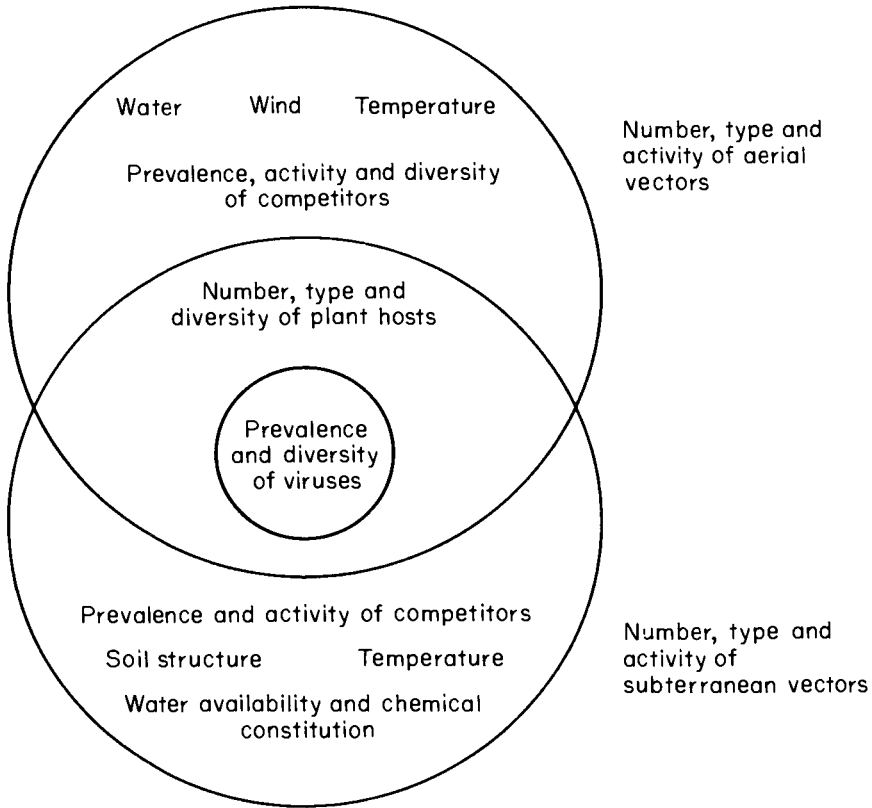 Water Wind Temperature
Prevalence, activity and diversity
of competitors
Number, type and
activity of aerial
vectors
Number, type and
diversity of plant hosts
Prevalence
and diversity
of viruses
Prevalence and activity of competitors
Soil structure Temperature
Water availability and chemical
constitution
Number, type and
activity of
subterranean vectors